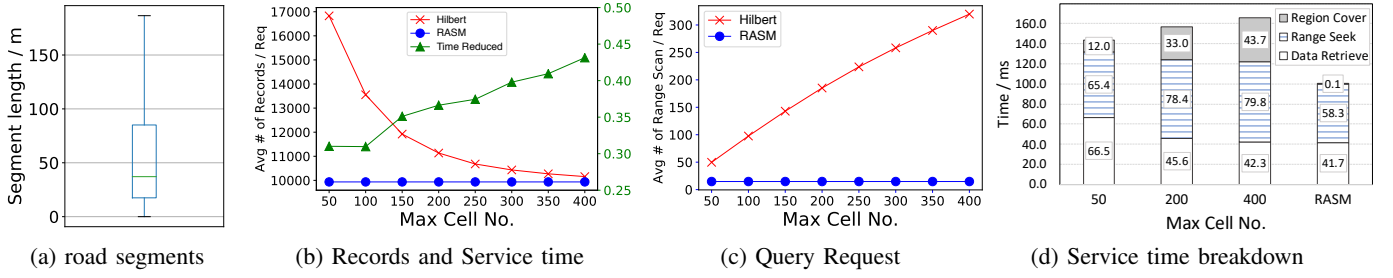 Segment length / m
150
100
50
0
(a) road segments
Avg # of Records / Req
17000
16000
15000
14000
13000
12000
11000
10000
Hilbert
RASM
Time Reduced
0.50
0.45
0.40
0.35
0.30
0.25
50 100 150 200 250 300 350 400
Max Cell No.
(b) Records and Service time
Avg # of Range Scan / Req
300
250
200
150
100
50
0
Hilbert
RASM
50 100 150 200 250 300 350 400
Max Cell No.
(c) Query Request
Time / ms
160.0
140.0
120.0
100.0
80.0
60.0
40.0
20.0
0.0
Region Cover
Range Seek
Data Retrieve
12.0 33.0 43.7 0.1
65.4 78.4 79.8 58.3
66.5 45.6 42.3 41.7
50 200 400 RASM
Max Cell No.
(d) Service time breakdown